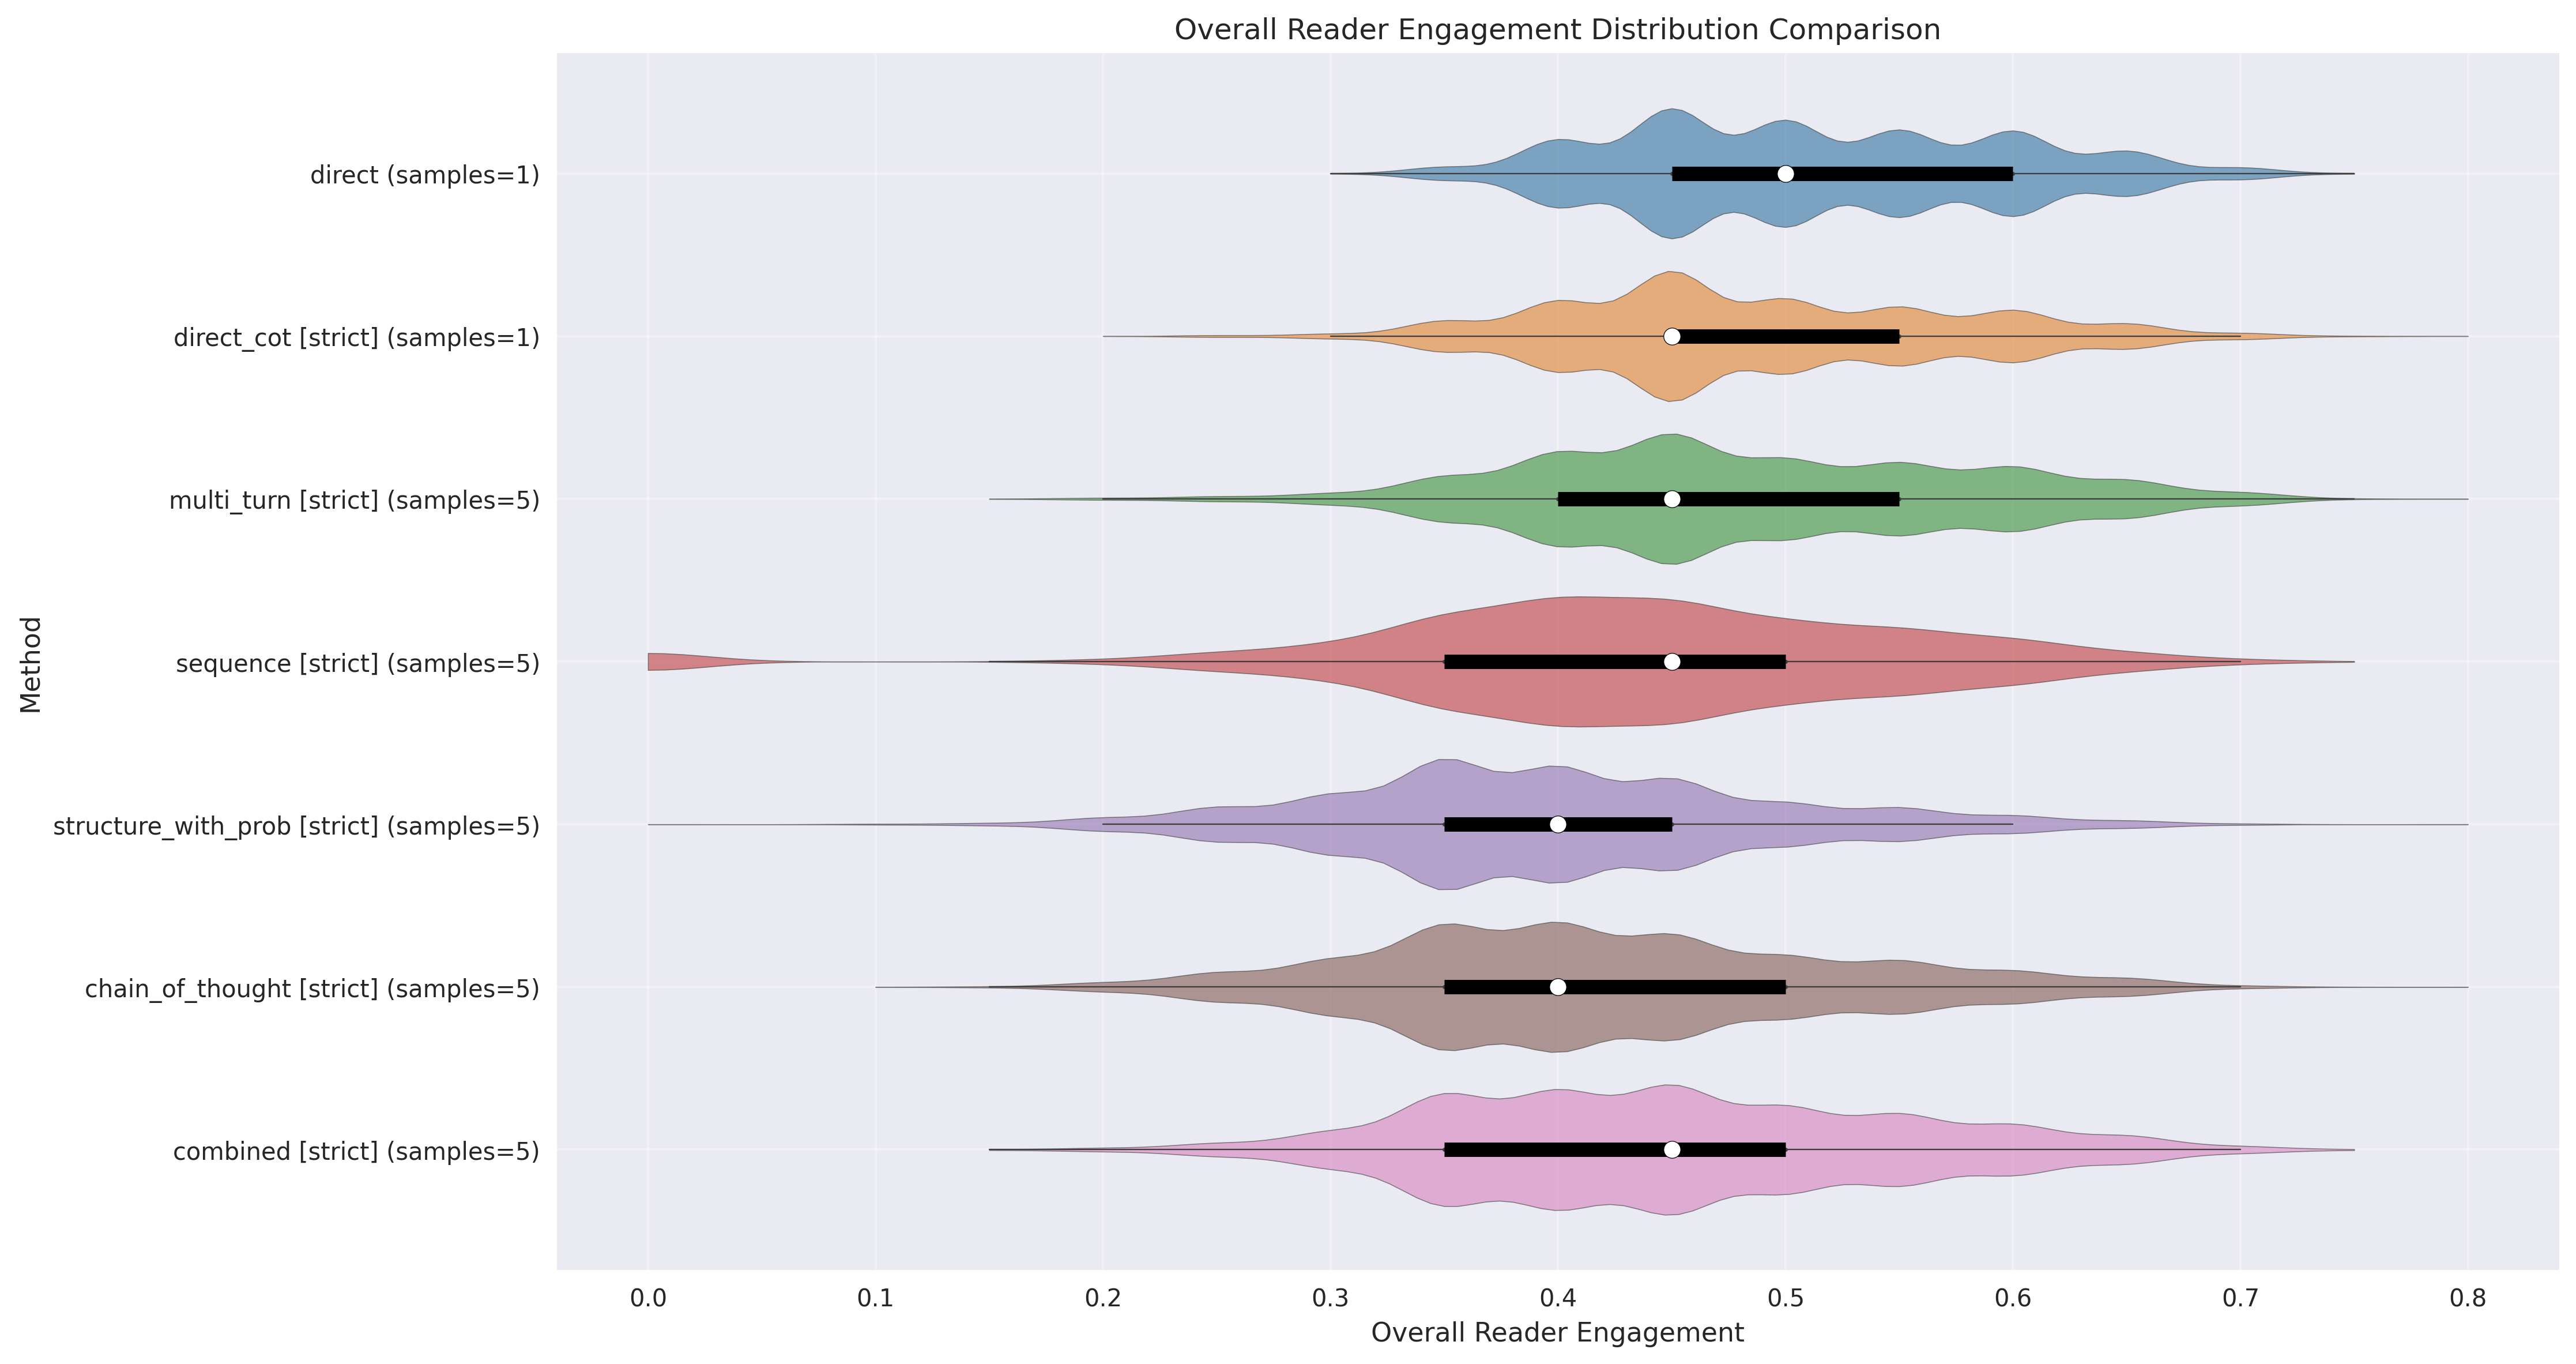 Overall Reader Engagement Distribution Comparison
direct (samples=1)
direct_cot [strict] (samples=1)
multi_turn [strict] (samples=5)
sequence [strict] (samples=5)
structure_with_prob [strict] (samples=5)
chain_of_thought [strict] (samples=5)
combined [strict] (samples=5)
Method
0.0 0.1 0.2 0.3 0.4 0.5 0.6 0.7 0.8
Overall Reader Engagement